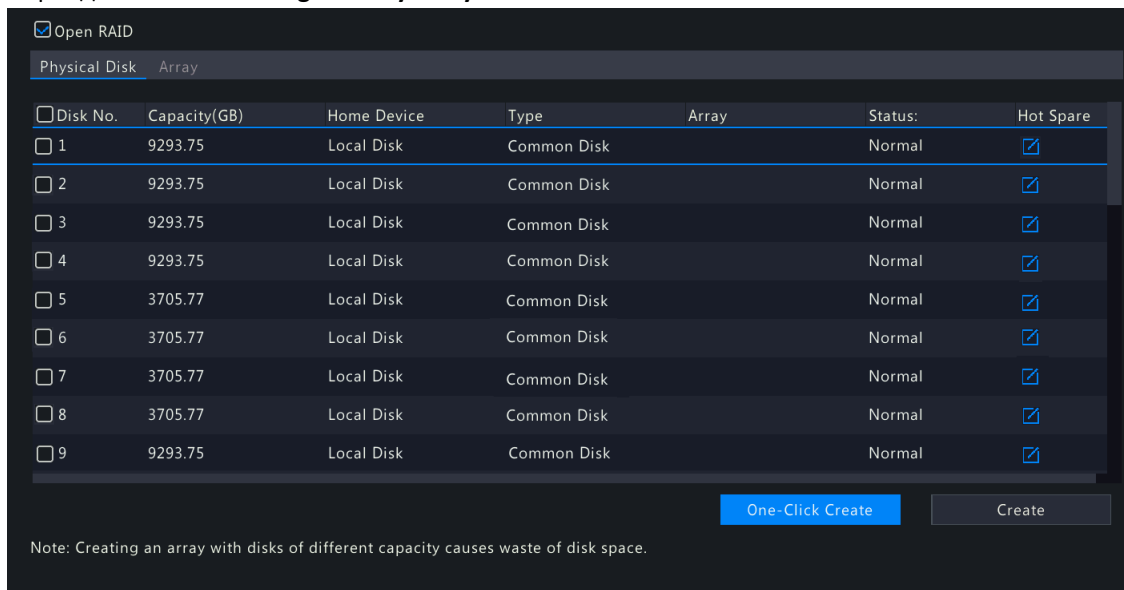 Open RAID
Physical Disk Array
Disk No. Capacity(GB) Home Device Type Array Status: Hot Spare
1 9293.75 Local Disk Common Disk Normal
2 9293.75 Local Disk Common Disk Normal
3 9293.75 Local Disk Common Disk Normal
4 9293.75 Local Disk Common Disk Normal
5 3705.77 Local Disk Common Disk Normal
6 3705.77 Local Disk Common Disk Normal
7 3705.77 Local Disk Common Disk Normal
8 3705.77 Local Disk Common Disk Normal
9 9293.75 Local Disk Common Disk Normal
One-Click Create Create
Note: Creating an array with disks of different capacity causes waste of disk space.